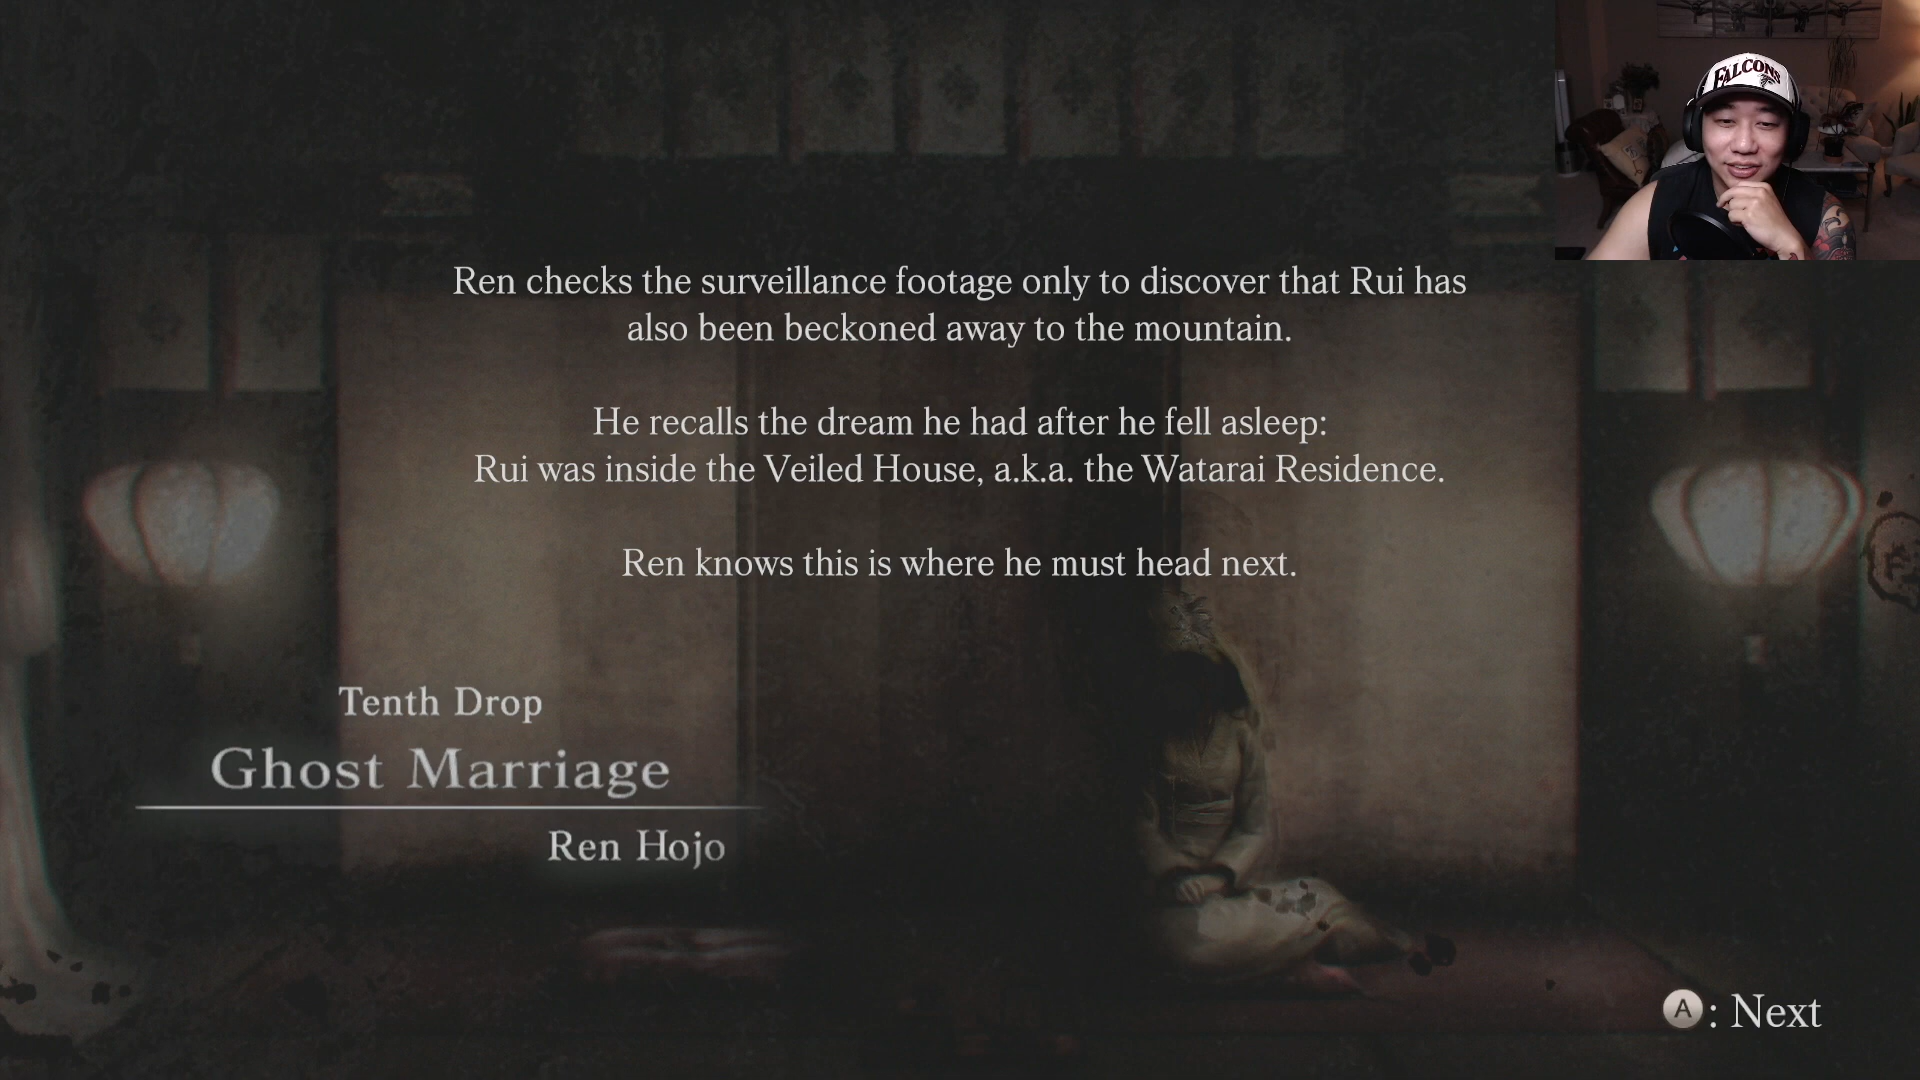 FALCONS
Ren checks the surveillance footage only to discover that Rui has
also been beckoned away to the mountain.
He recalls the dream he had after he fell asleep:
Rui was inside the Veiled House, a.k.a. the Watarai Residence.
Ren knows this is where he must head next.
Tenth Drop
Ghost Marriage
Ren Hojo
A : Next